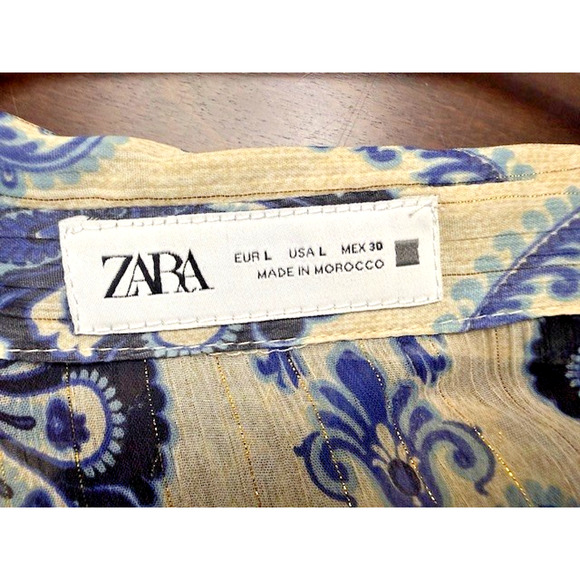 ZARA
EUR L USA L MEX 30
MADE IN MOROCCO